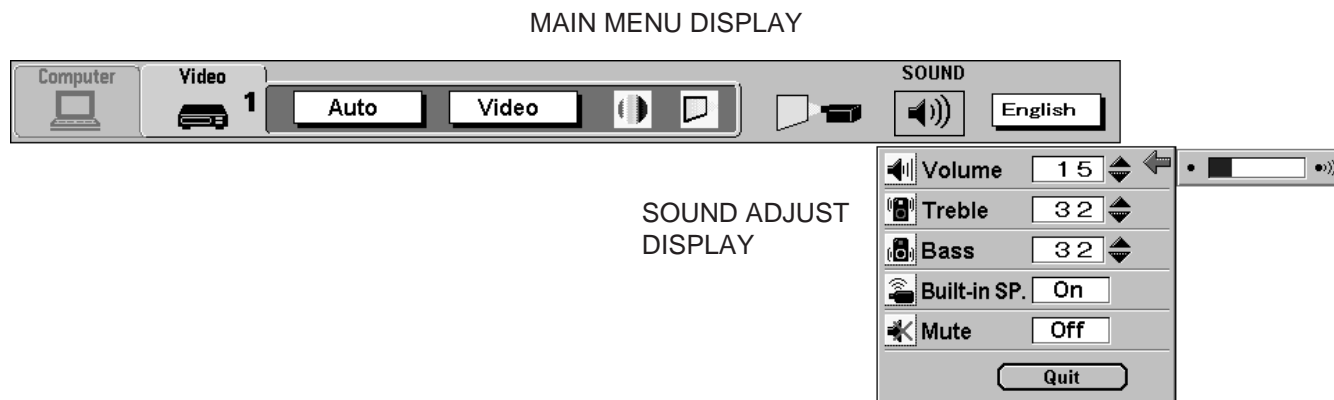 MAIN MENU DISPLAY
Computer
Video
SOUND
1
Auto
Video
English
SOUND ADJUST
DISPLAY
Volume 15
Treble 32
Bass 32
Built-in SP. On
Mute Off
Quit